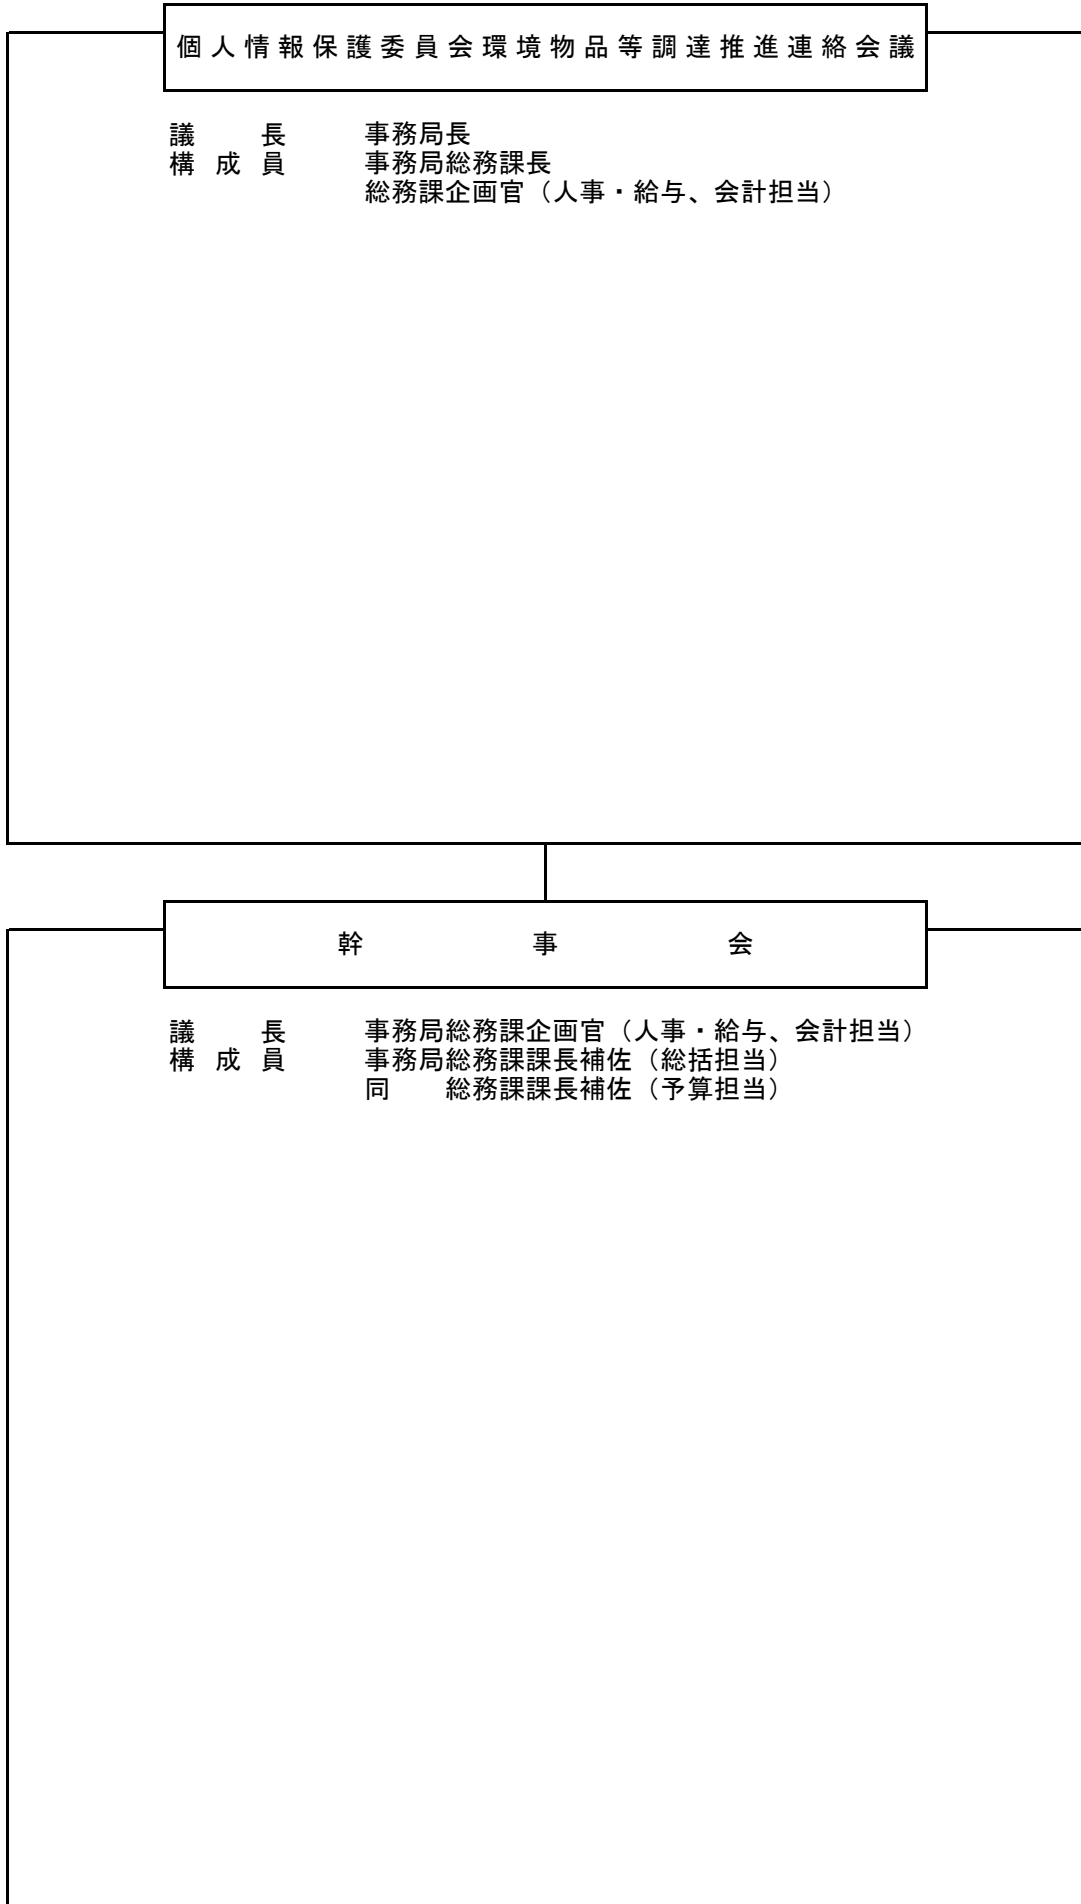 個人情報保護委員会環境物品等調達推進連絡会議
議　　長　　　事務局長
構　成　員　　　事務局総務課長
総務課企画官（人事・給与、会計担当）
幹　　　事　　　会
議　　長　　　事務局総務課企画官（人事・給与、会計担当）
構　成　員　　　事務局総務課課長補佐（総括担当）
同　　総務課課長補佐（予算担当）